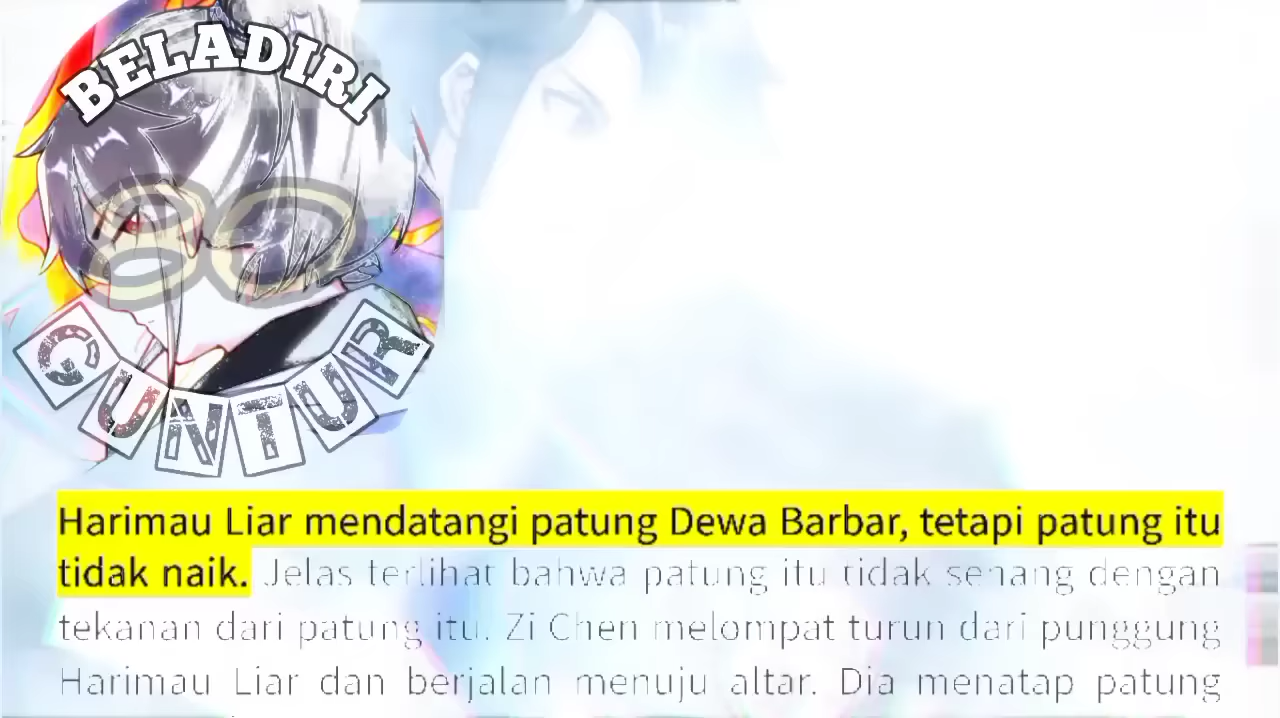 BELADIRI
GUNTUR
Harimau Liar mendatangi patung Dewa Barbar, tetapi patung itu
tidak naik. Jelas terlihat bahwa patung itu tidak senang dengan
tekanan dari patung itu. Zi Chen melompat turun dari punggung
Harimau Liar dan berjalan menuju altar. Dia menatap patung